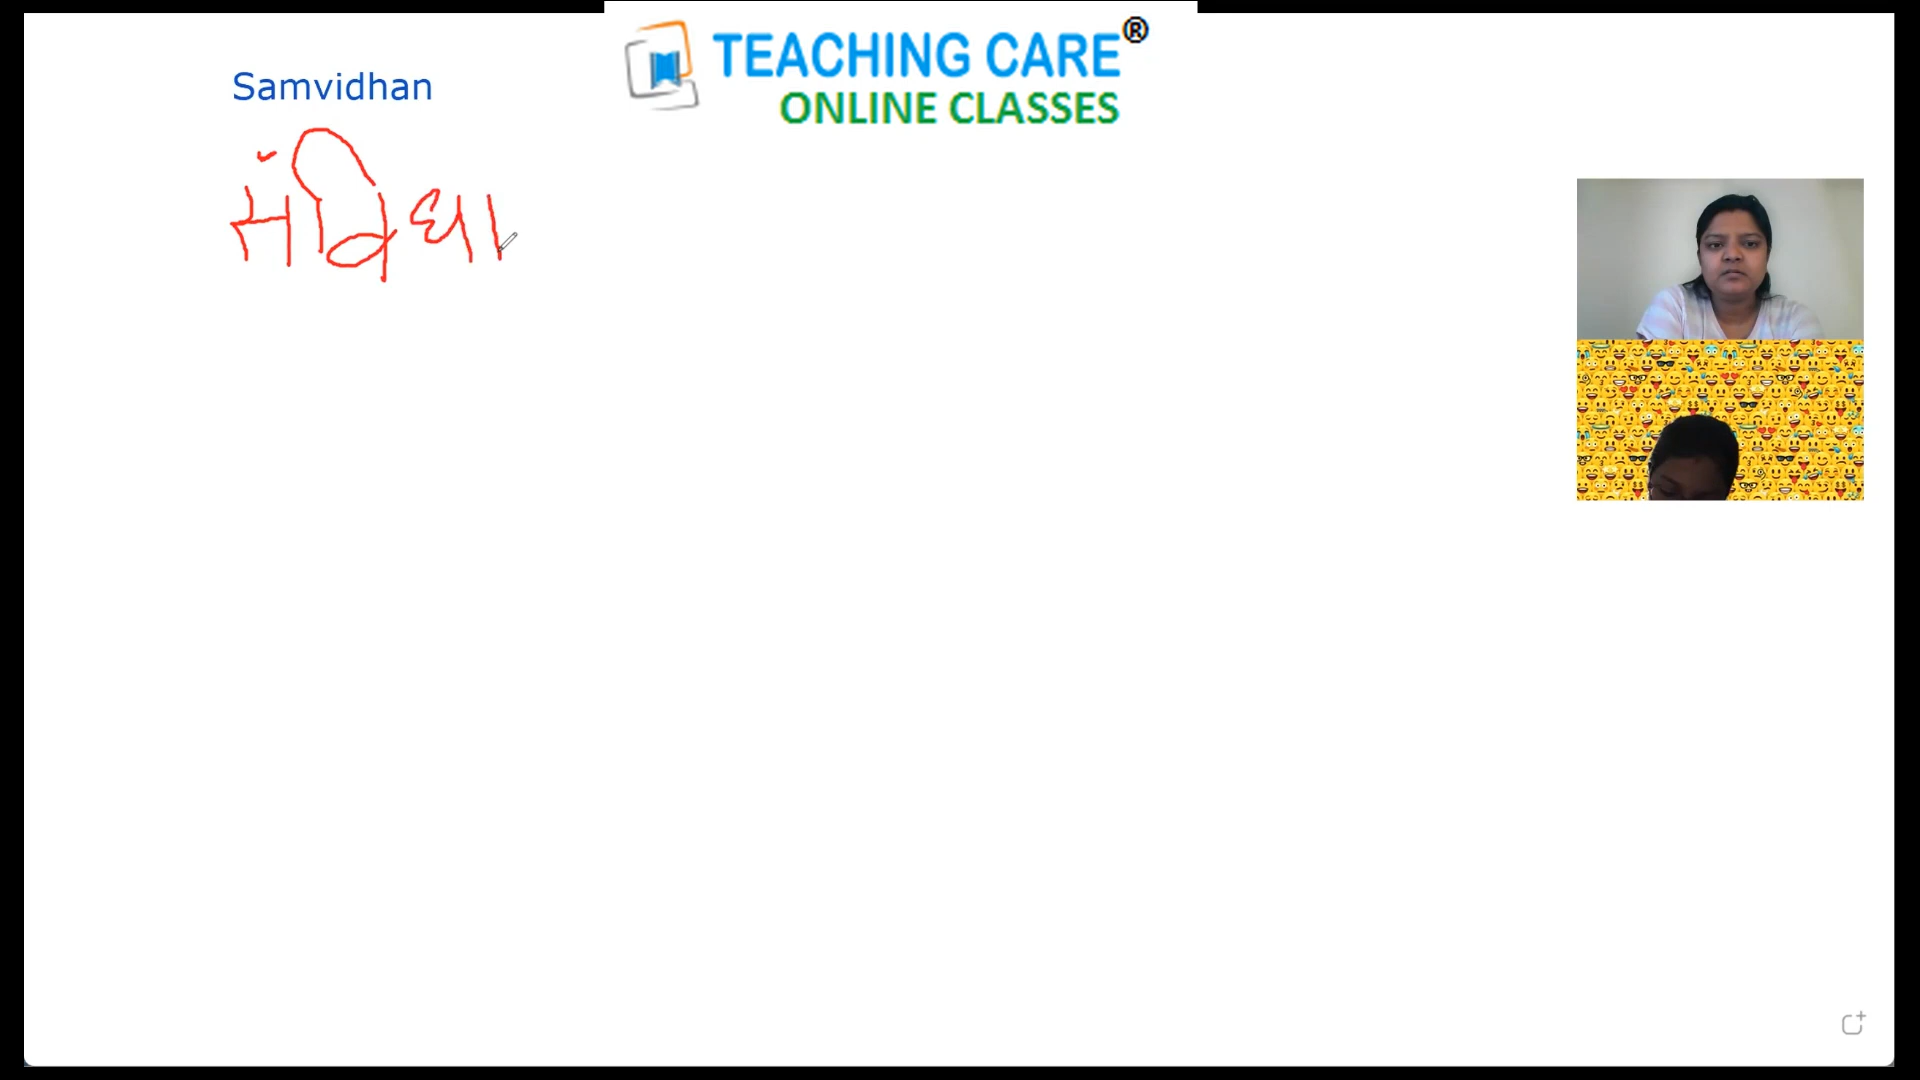 TEACHING CARE®
ONLINE CLASSES
Samvidhan
संविधा